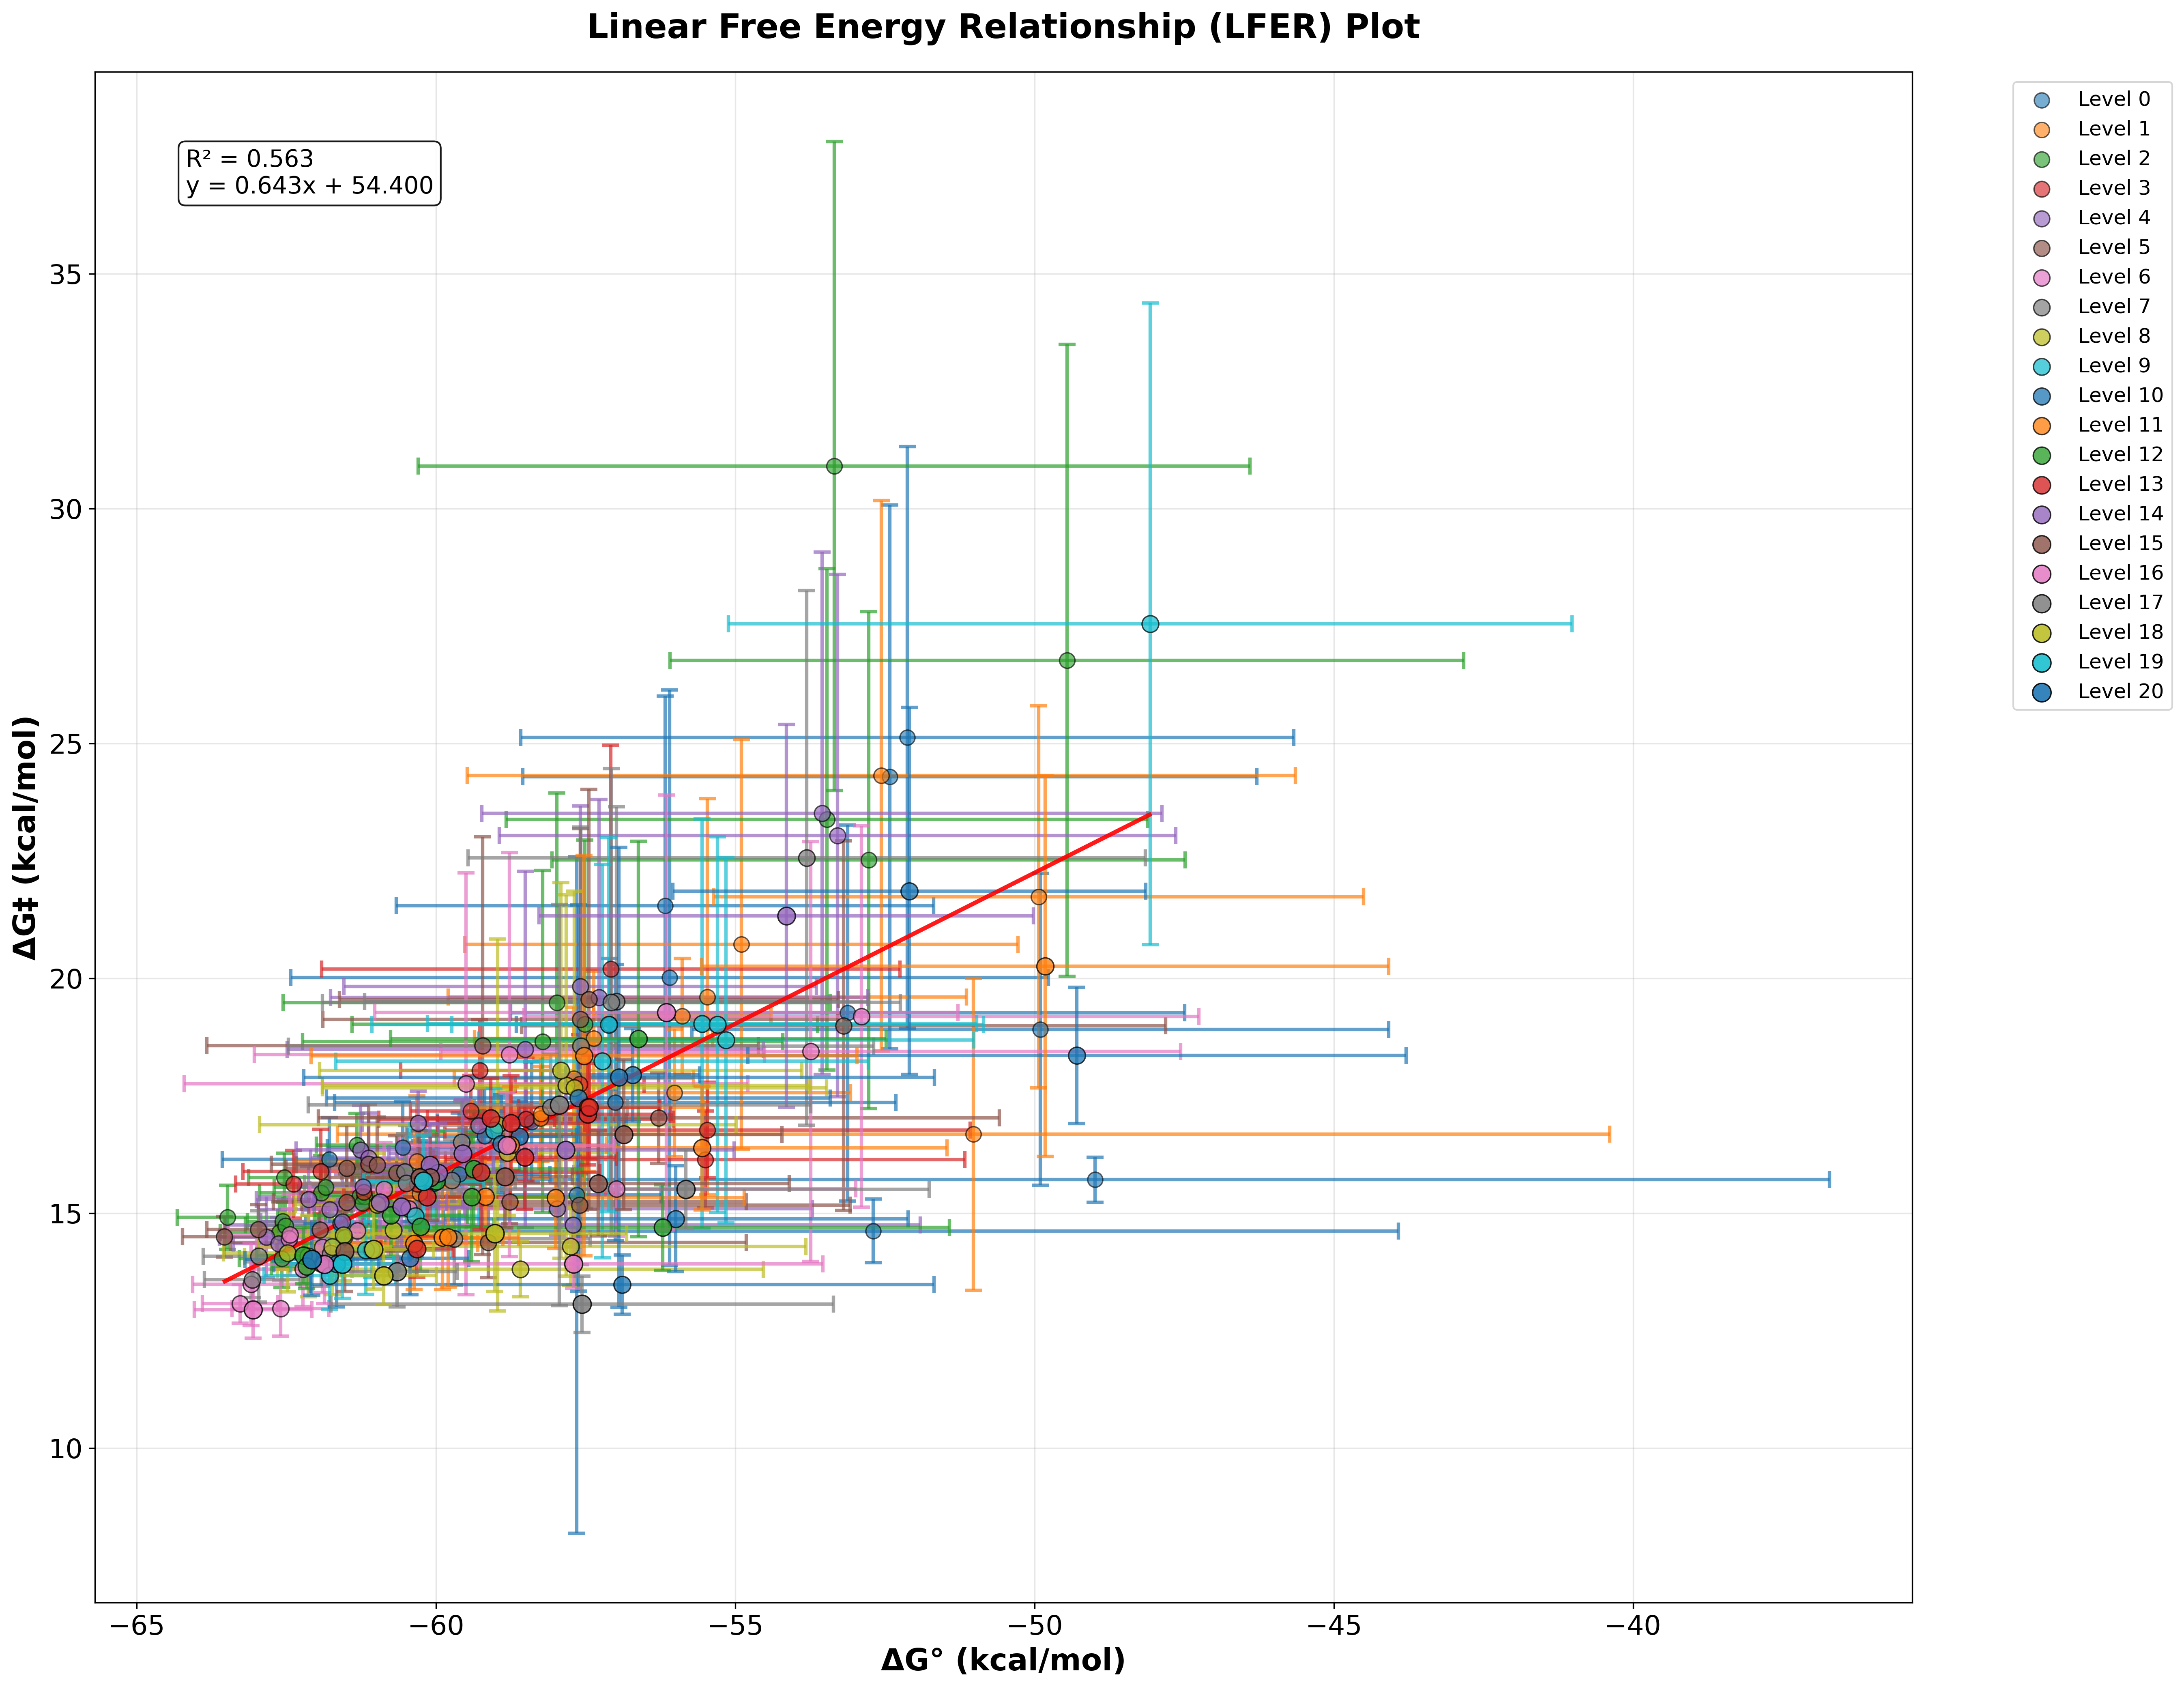 Linear Free Energy Relationship (LFER) Plot
R² = 0.563
y = 0.643x + 54.400
ΔG‡ (kcal/mol)
35
30
25
20
15
10
−65
−60
−55
−50
−45
−40
ΔG° (kcal/mol)
Level 0
Level 1
Level 2
Level 3
Level 4
Level 5
Level 6
Level 7
Level 8
Level 9
Level 10
Level 11
Level 12
Level 13
Level 14
Level 15
Level 16
Level 17
Level 18
Level 19
Level 20